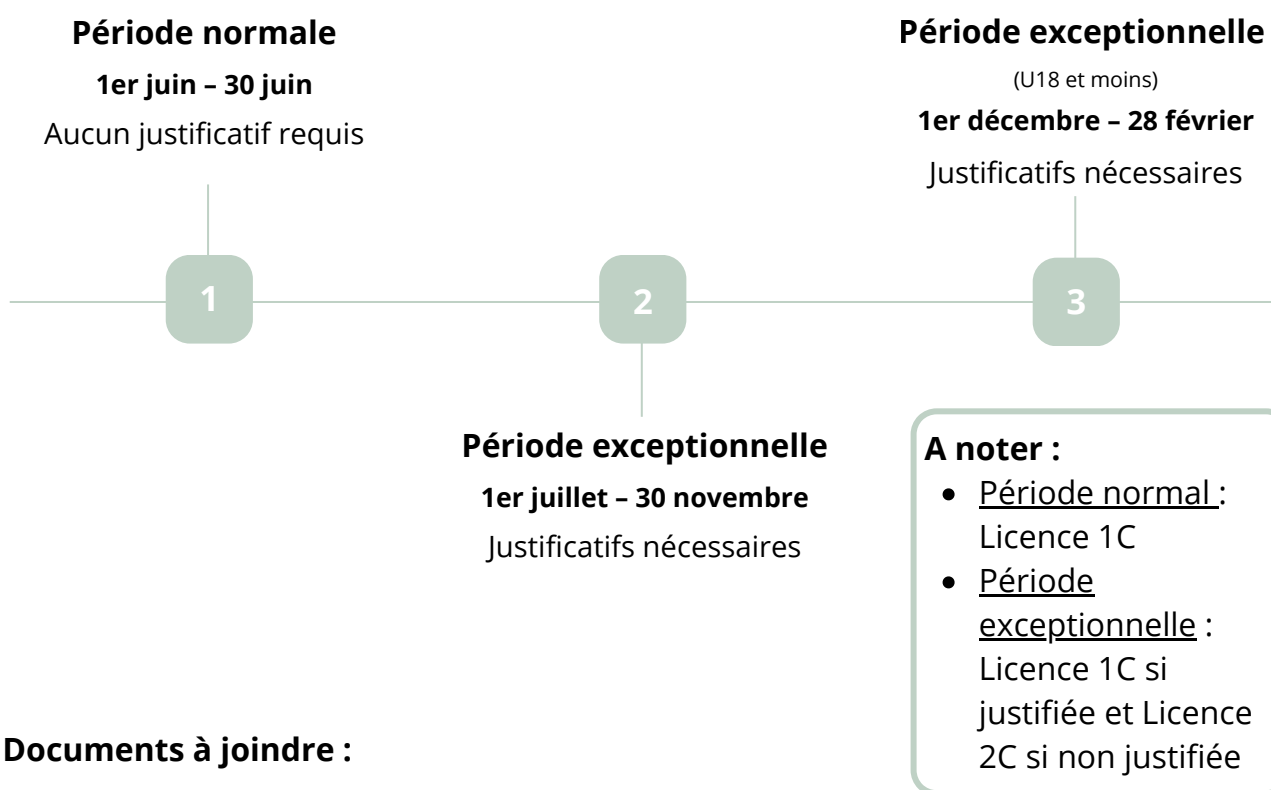 Période normale
1er juin – 30 juin
Aucun justificatif requis
Période exceptionnelle
(U18 et moins)
1er décembre – 28 février
Justificatifs nécessaires
1
2
3
Période exceptionnelle
1er juillet – 30 novembre
Justificatifs nécessaires
A noter :
• Période normal :
Licence 1C
• Période
exceptionnelle :
Licence 1C si
justifiée et Licence
2C si non justifiée
Documents à joindre :